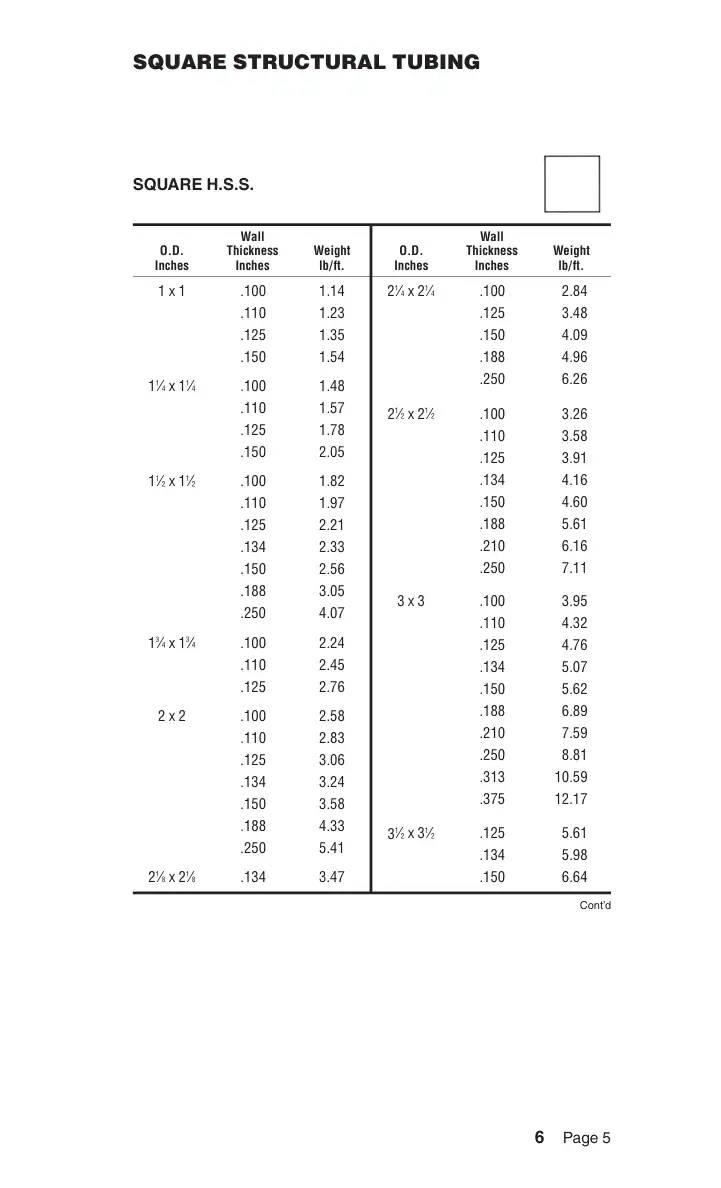 SQUARE STRUCTURAL TUBING
SQUARE H.S.S.
O.D. Inches Wall Thickness Inches Weight lb/ft.
1 x 1 .100 1.14
.110 1.23
.125 1.35
.150 1.54
1¼ x 1¼ .100 1.48
.110 1.57
.125 1.78
.150 2.05
1½ x 1½ .100 1.82
.110 1.97
.125 2.21
.134 2.33
.150 2.56
.188 3.05
.250 4.07
1¾ x 1¾ .100 2.24
.110 2.45
.125 2.76
2 x 2 .100 2.58
.110 2.83
.125 3.06
.134 3.24
.150 3.58
.188 4.33
.250 5.41
2⅛ x 2⅛ .134 3.47
O.D. Inches Wall Thickness Inches Weight lb/ft.
2¼ x 2¼ .100 2.84
.125 3.48
.150 4.09
.188 4.96
.250 6.26
2½ x 2½ .100 3.26
.110 3.58
.125 3.91
.134 4.16
.150 4.60
.188 5.61
.210 6.16
.250 7.11
3 x 3 .100 3.95
.110 4.32
.125 4.76
.134 5.07
.150 5.62
.188 6.89
.210 7.59
.250 8.81
.313 10.59
.375 12.17
3½ x 3½ .125 5.61
.134 5.98
.150 6.64
Cont'd
6 Page 5